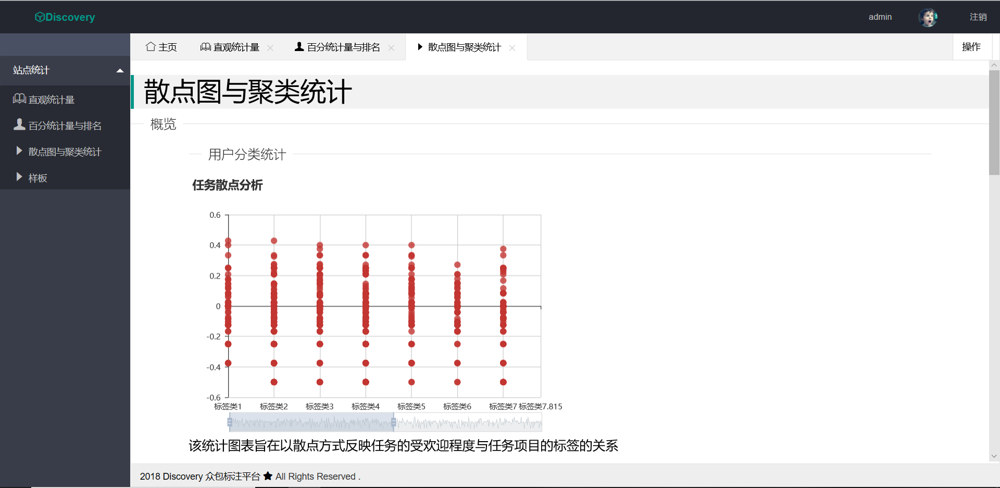 Discovery
admin
注销
主页
直观统计量
百分统计量与排名
散点图与聚类统计
操作
站点统计
直观统计量
百分统计量与排名
散点图与聚类统计
样板
散点图与聚类统计
概览
用户分类统计
任务散点分析
0.6
0.4
0.2
0
-0.2
-0.4
-0.6
标签类1 标签类2 标签类3 标签类4 标签类5 标签类6 标签类7 标签类7.815
该统计图表旨在以散点方式反映任务的受欢迎程度与任务项目的标签的关系
2018 Discovery 众包标注平台 ★ All Rights Reserved .